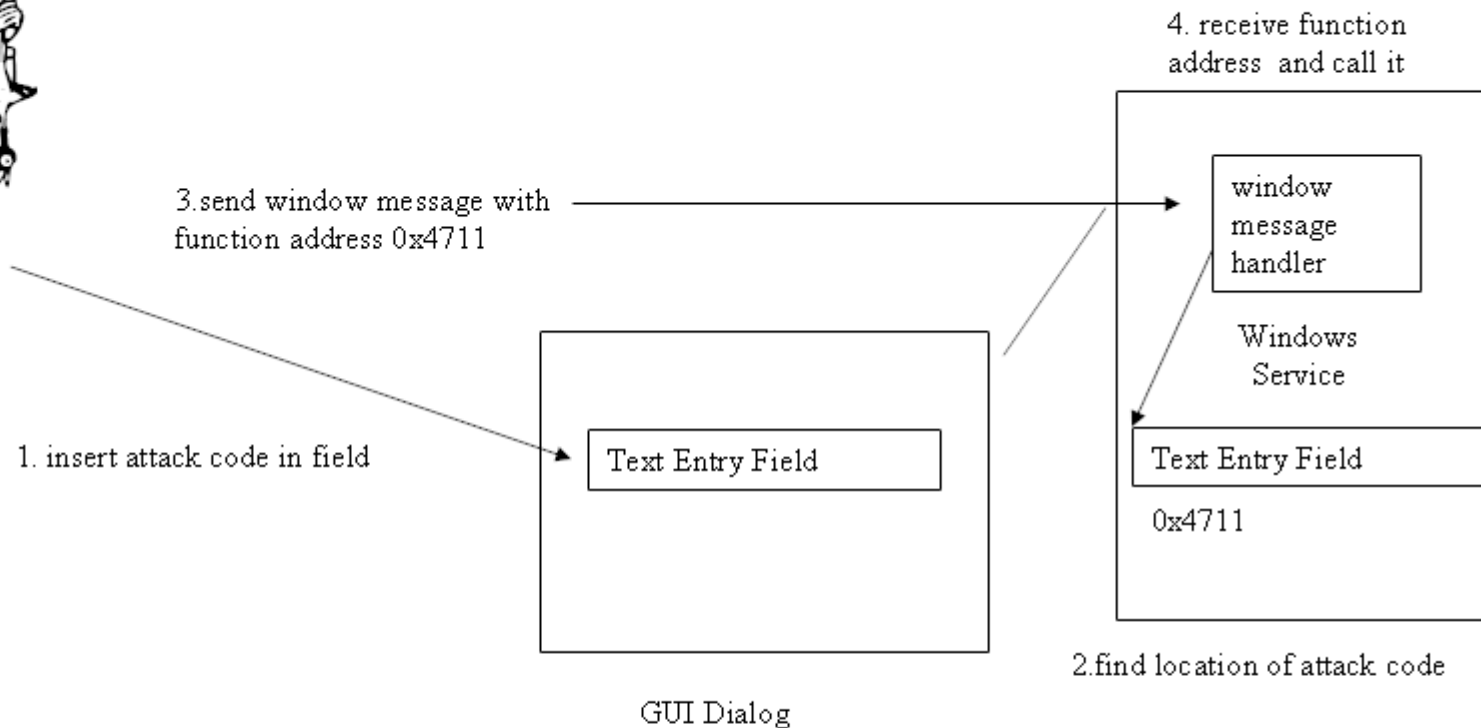 4. receive function
address and call it
3.send window message with
function address 0x4711
window
message
handler
Windows
Service
1. insert attack code in field
Text Entry Field
Text Entry Field
0x4711
2.find location of attack code
GUI Dialog